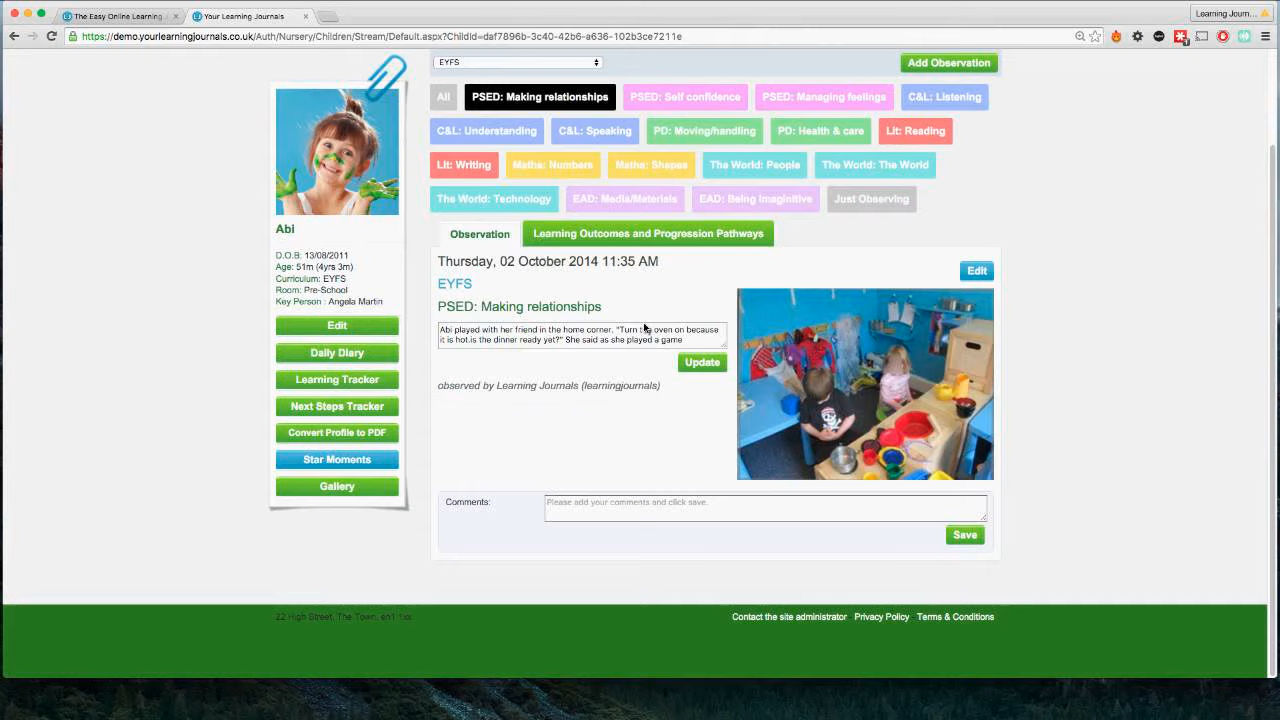 The Easy Online Learning
Your Learning Journals
Learning Journ...
https://demo.yourlearningjournals.co.uk/Auth/Nursery/Children/Stream/Default.aspx?ChildId=daf7896b-3c40-42b6-a636-102b3ce7211e
EYFS
Add Observation
All
PSED: Making relationships
PSED: Self confidence
PSED: Managing feelings
C&L: Listening
C&L: Understanding
C&L: Speaking
PD: Moving/handling
PD: Health & care
Lit: Reading
Lit: Writing
Maths: Numbers
Maths: Shapes
The World: People
The World: The World
The World: Technology
EAD: Media/Materials
EAD: Being Imaginitive
Just Observing
Abi
D.O.B: 13/08/2011
Age: 51m (4yrs 3m)
Curriculum: EYFS
Room: Pre-School
Key Person : Angela Martin
Edit
Daily Diary
Learning Tracker
Next Steps Tracker
Convert Profile to PDF
Star Moments
Gallery
Observation
Learning Outcomes and Progression Pathways
Thursday, 02 October 2014 11:35 AM
Edit
EYFS
PSED: Making relationships
Abi played with her friend in the home corner. "Turn oven on because
it is hot.is the dinner ready yet?" She said as she played a game
Update
observed by Learning Journals (learningjournals)
Comments:
Please add your comments and click save.
Save
22 High Street, The Town, en1 1xx
Contact the site administrator
Privacy Policy
Terms & Conditions